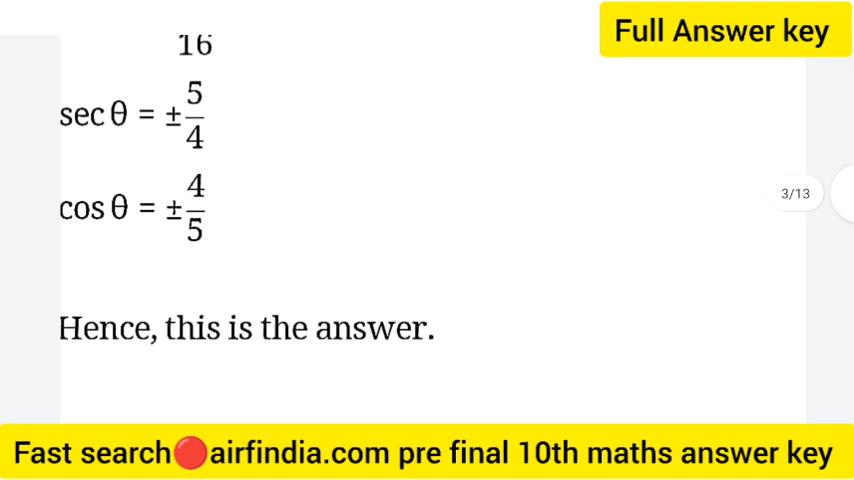 Full Answer key
16
sec θ = ± 5/4
cos θ = ± 4/5
3/13
Hence, this is the answer.
Fast search🔴airfindia.com pre final 10th maths answer key